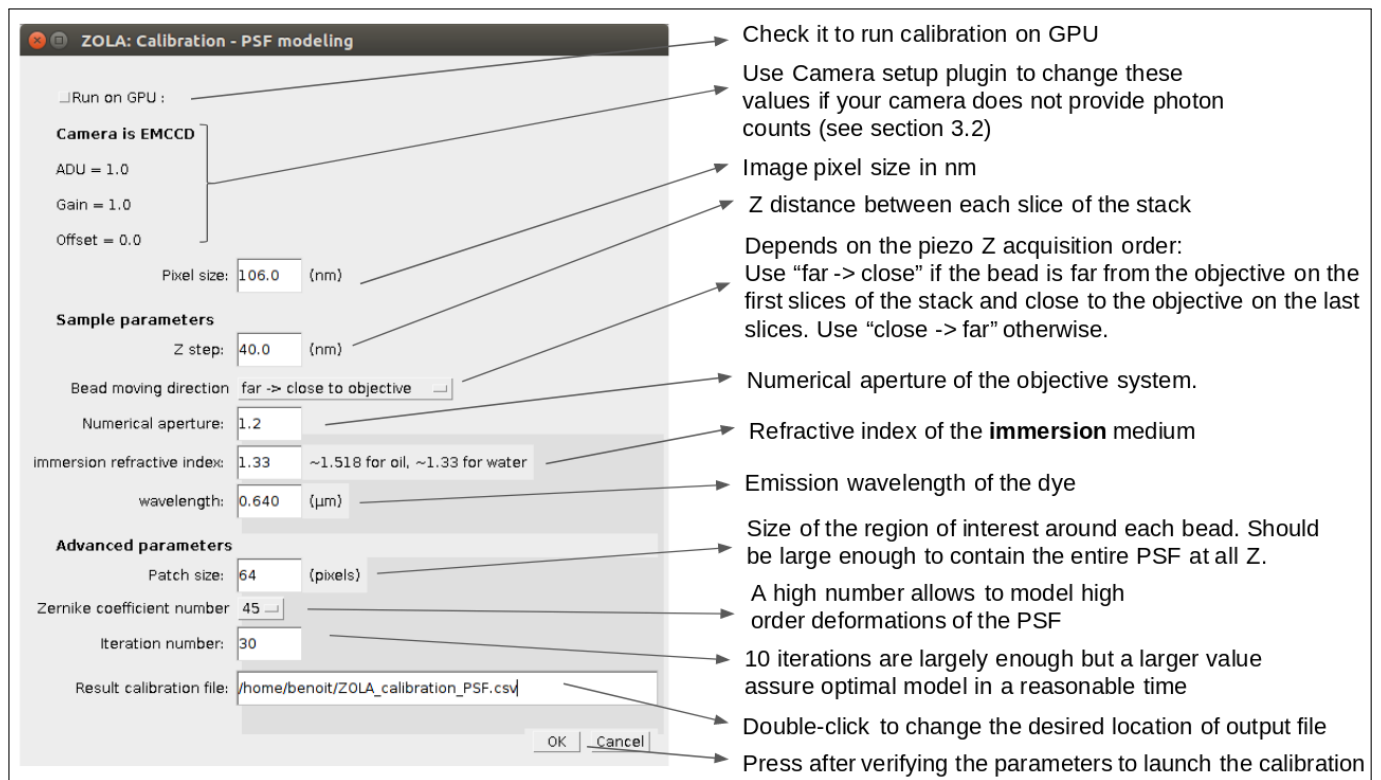 ZOLA: Calibration - PSF modeling
Run on GPU :
Camera is EMCCD
ADU = 1.0
Gain = 1.0
Offset = 0.0
Pixel size: 106.0 (nm)
Sample parameters
Z step: 40.0 (nm)
Bead moving direction far -> close to objective
Numerical aperture: 1.2
immersion refractive index: 1.33 ~1.518 for oil, ~1.33 for water
wavelength: 0.640 (µm)
Advanced parameters
Patch size: 64 (pixels)
Zernike coefficient number 45
Iteration number: 30
Result calibration file: /home/benoit/ZOLA_calibration_PSF.csv
OK Cancel
Check it to run calibration on GPU
Use Camera setup plugin to change these
values if your camera does not provide photon
counts (see section 3.2)
Image pixel size in nm
Z distance between each slice of the stack
Depends on the piezo Z acquisition order:
Use “far -> close” if the bead is far from the objective on the
first slices of the stack and close to the objective on the last
slices. Use “close -> far” otherwise.
Numerical aperture of the objective system.
Refractive index of the immersion medium
Emission wavelength of the dye
Size of the region of interest around each bead. Should
be large enough to contain the entire PSF at all Z.
A high number allows to model high
order deformations of the PSF
10 iterations are largely enough but a larger value
assure optimal model in a reasonable time
Double-click to change the desired location of output file
Press after verifying the parameters to launch the calibration